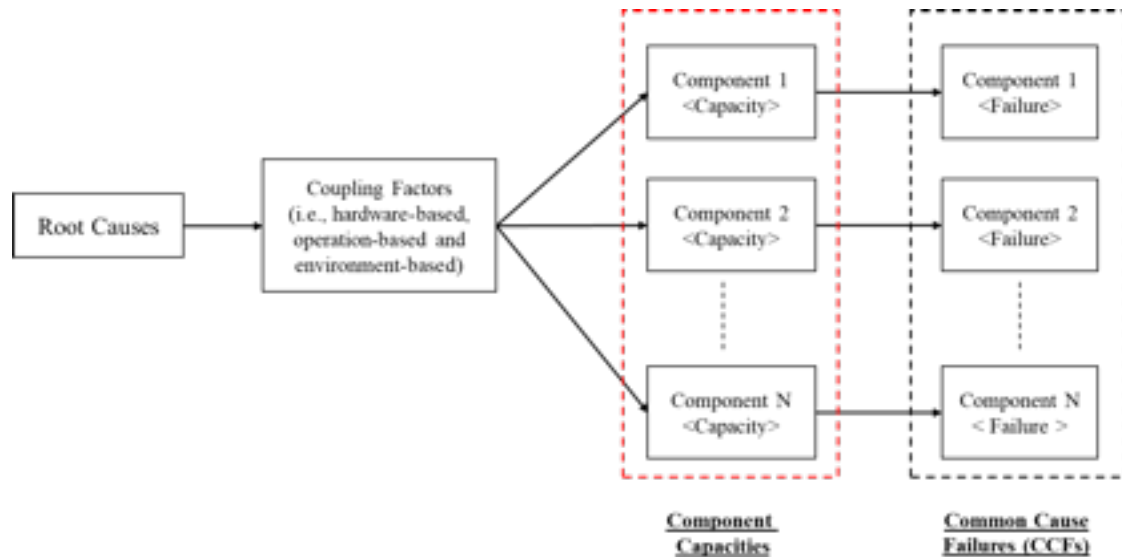 Root Causes
Coupling Factors
(i.e., hardware-based,
operation-based and
environment-based)
Component 1
<Capacity>
Component 2
<Capacity>
Component N
<Capacity>
Component 1
<Failure>
Component 2
<Failure>
Component N
< Failure >
Component
Capacities
Common Cause
Failures (CCFs)